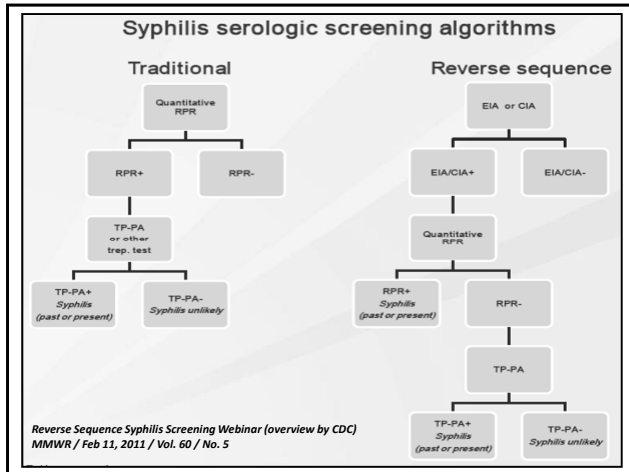 Syphilis serologic screening algorithms
Traditional
Quantitative
RPR
RPR+
RPR-
TP-PA
or other
trep. test
TP-PA+
Syphilis
(past or present)
TP-PA-
Syphilis unlikely
Reverse sequence
EIA or CIA
EIA/CIA+
EIA/CIA-
Quantitative
RPR
RPR+
Syphilis
(past or present)
RPR-
TP-PA
TP-PA+
Syphilis
(past or present)
TP-PA-
Syphilis unlikely
Reverse Sequence Syphilis Screening Webinar (overview by CDC)
MMWR / Feb 11, 2011 / Vol. 60 / No. 5